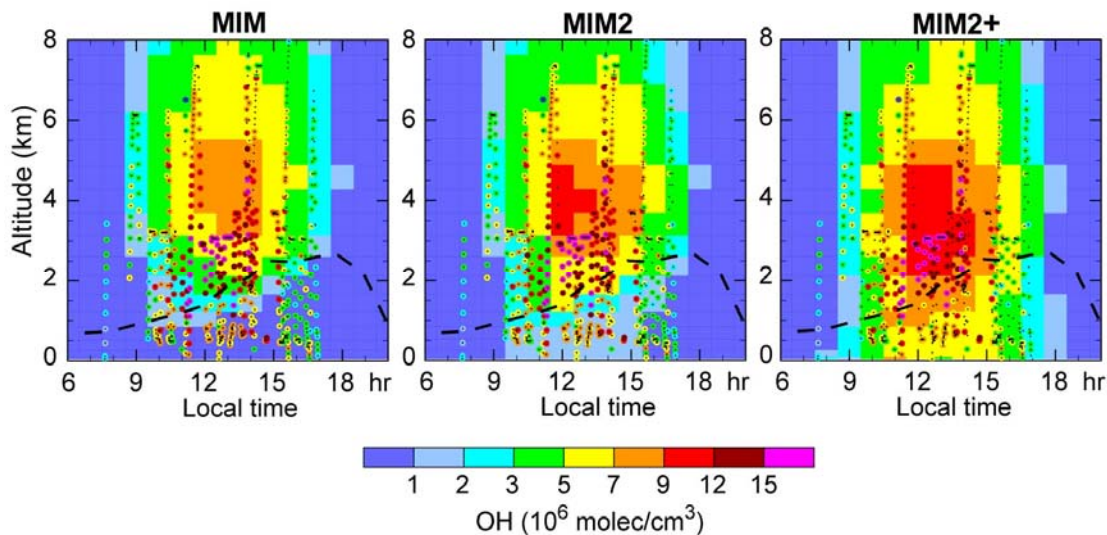 MIM MIM2 MIM2+
8 8 8
6 6 6
4 4 4
2 2 2
0 0 0
Altitude (km)
6 9 12 15 18 hr 6 9 12 15 18 hr 6 9 12 15 18 hr
Local time Local time Local time
1 2 3 5 7 9 12 15
OH (10⁶ molec/cm³)